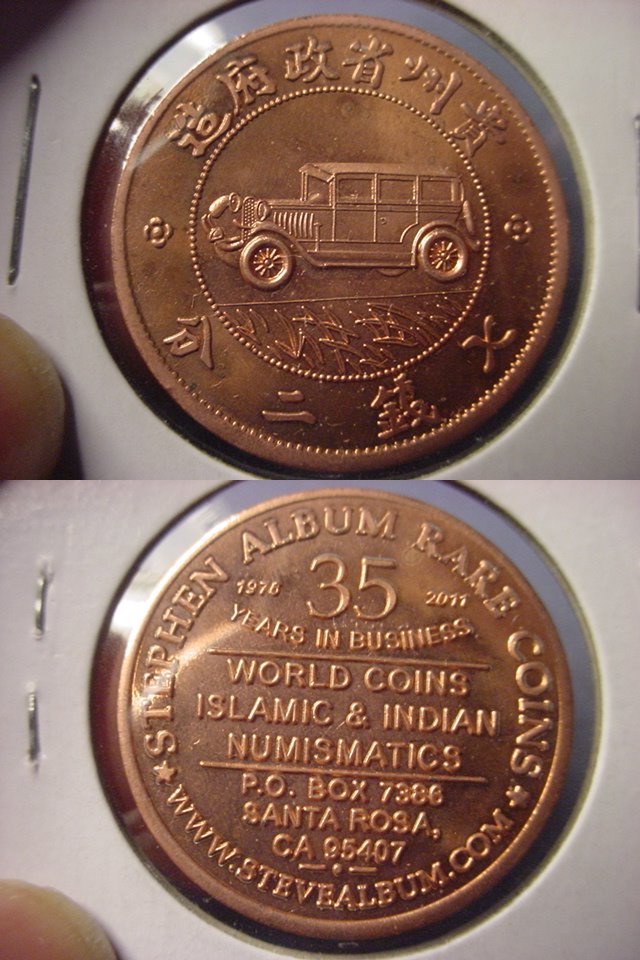 貴州省政府造
七錢二分
STEPHEN ALBUM RARE COINS
1976 35 2011
YEARS IN BUSINESS
WORLD COINS
ISLAMIC & INDIAN
NUMISMATICS
P.O. BOX 7386
SANTA ROSA,
CA 95407
WWW.STEVEALBUM.COM